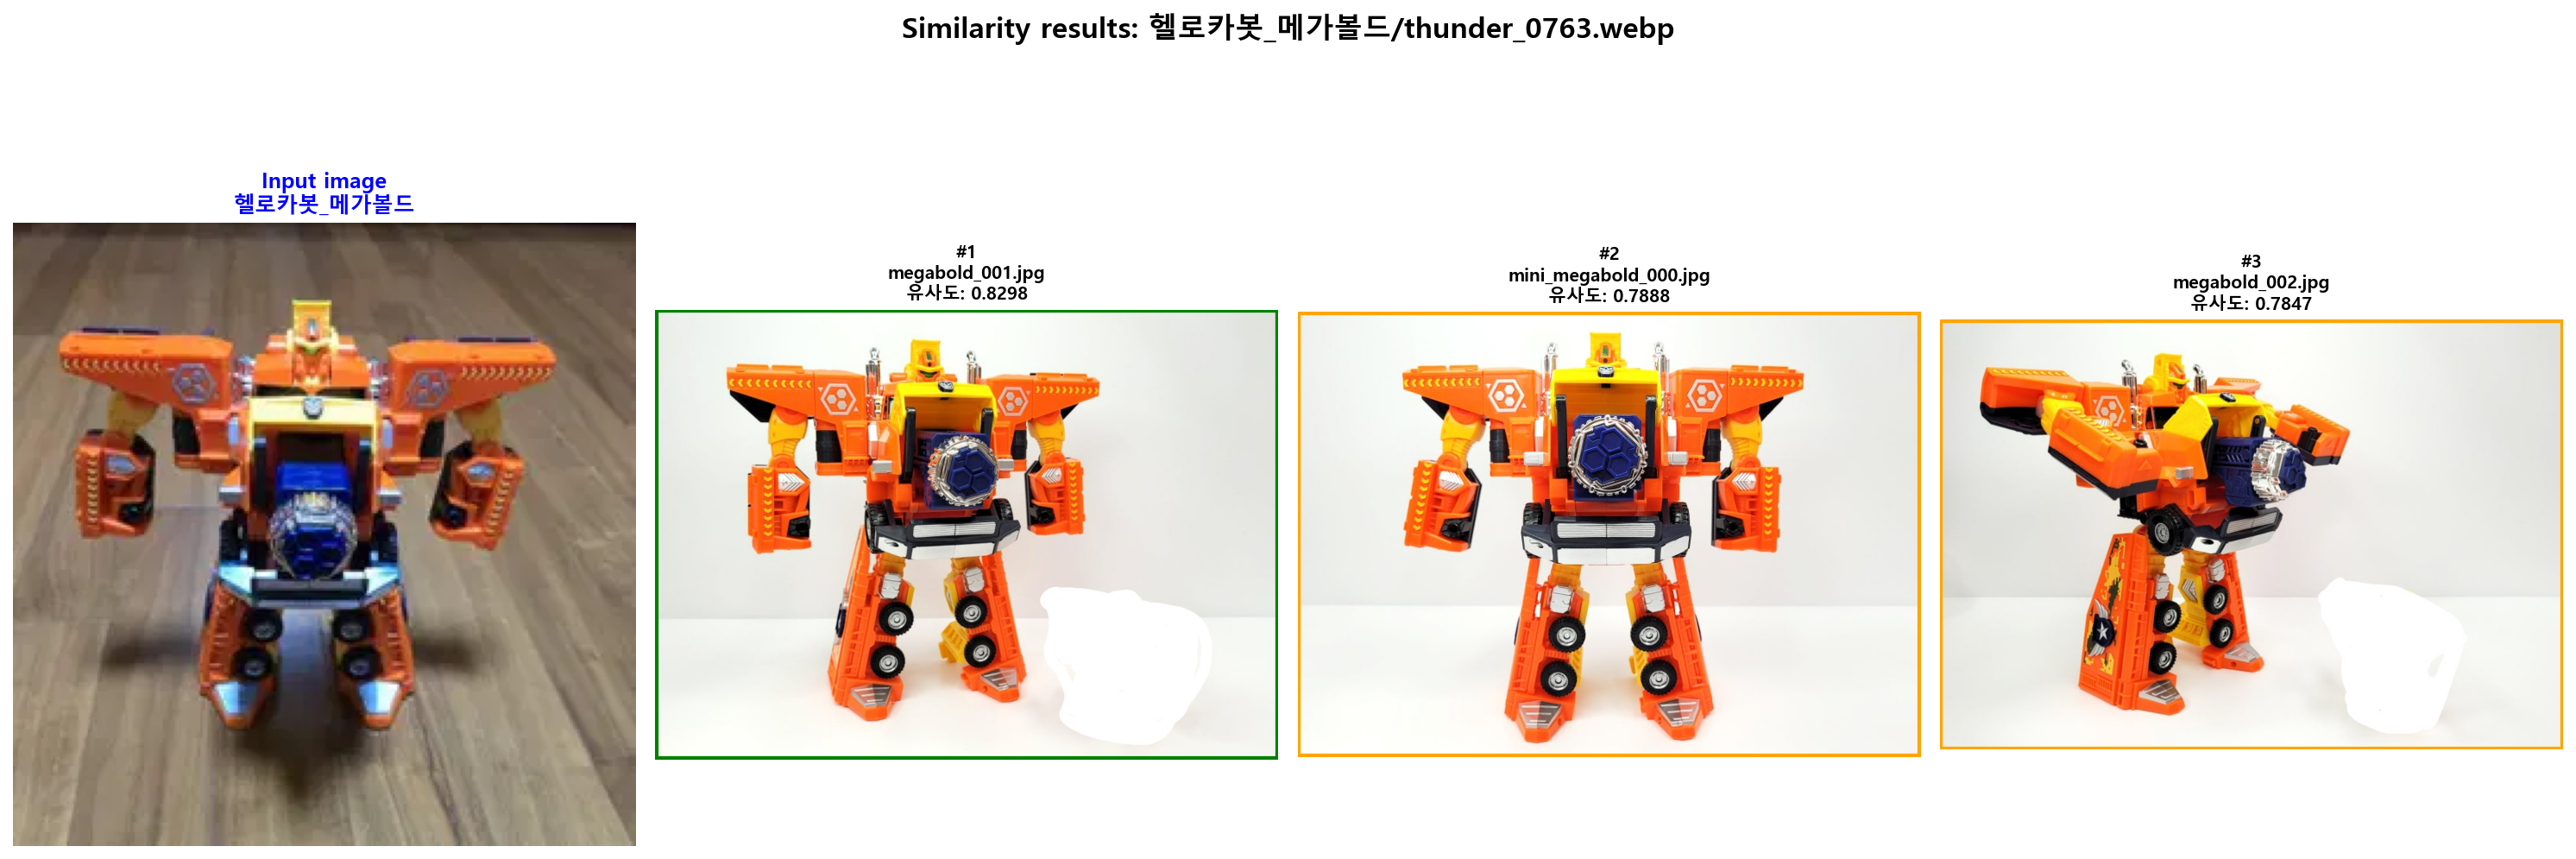 Similarity results: 헬로카봇_메가볼드/thunder_0763.webp
Input image
헬로카봇_메가볼드
#1
megabold_001.jpg
유사도: 0.8298
#2
mini_megabold_000.jpg
유사도: 0.7888
#3
megabold_002.jpg
유사도: 0.7847